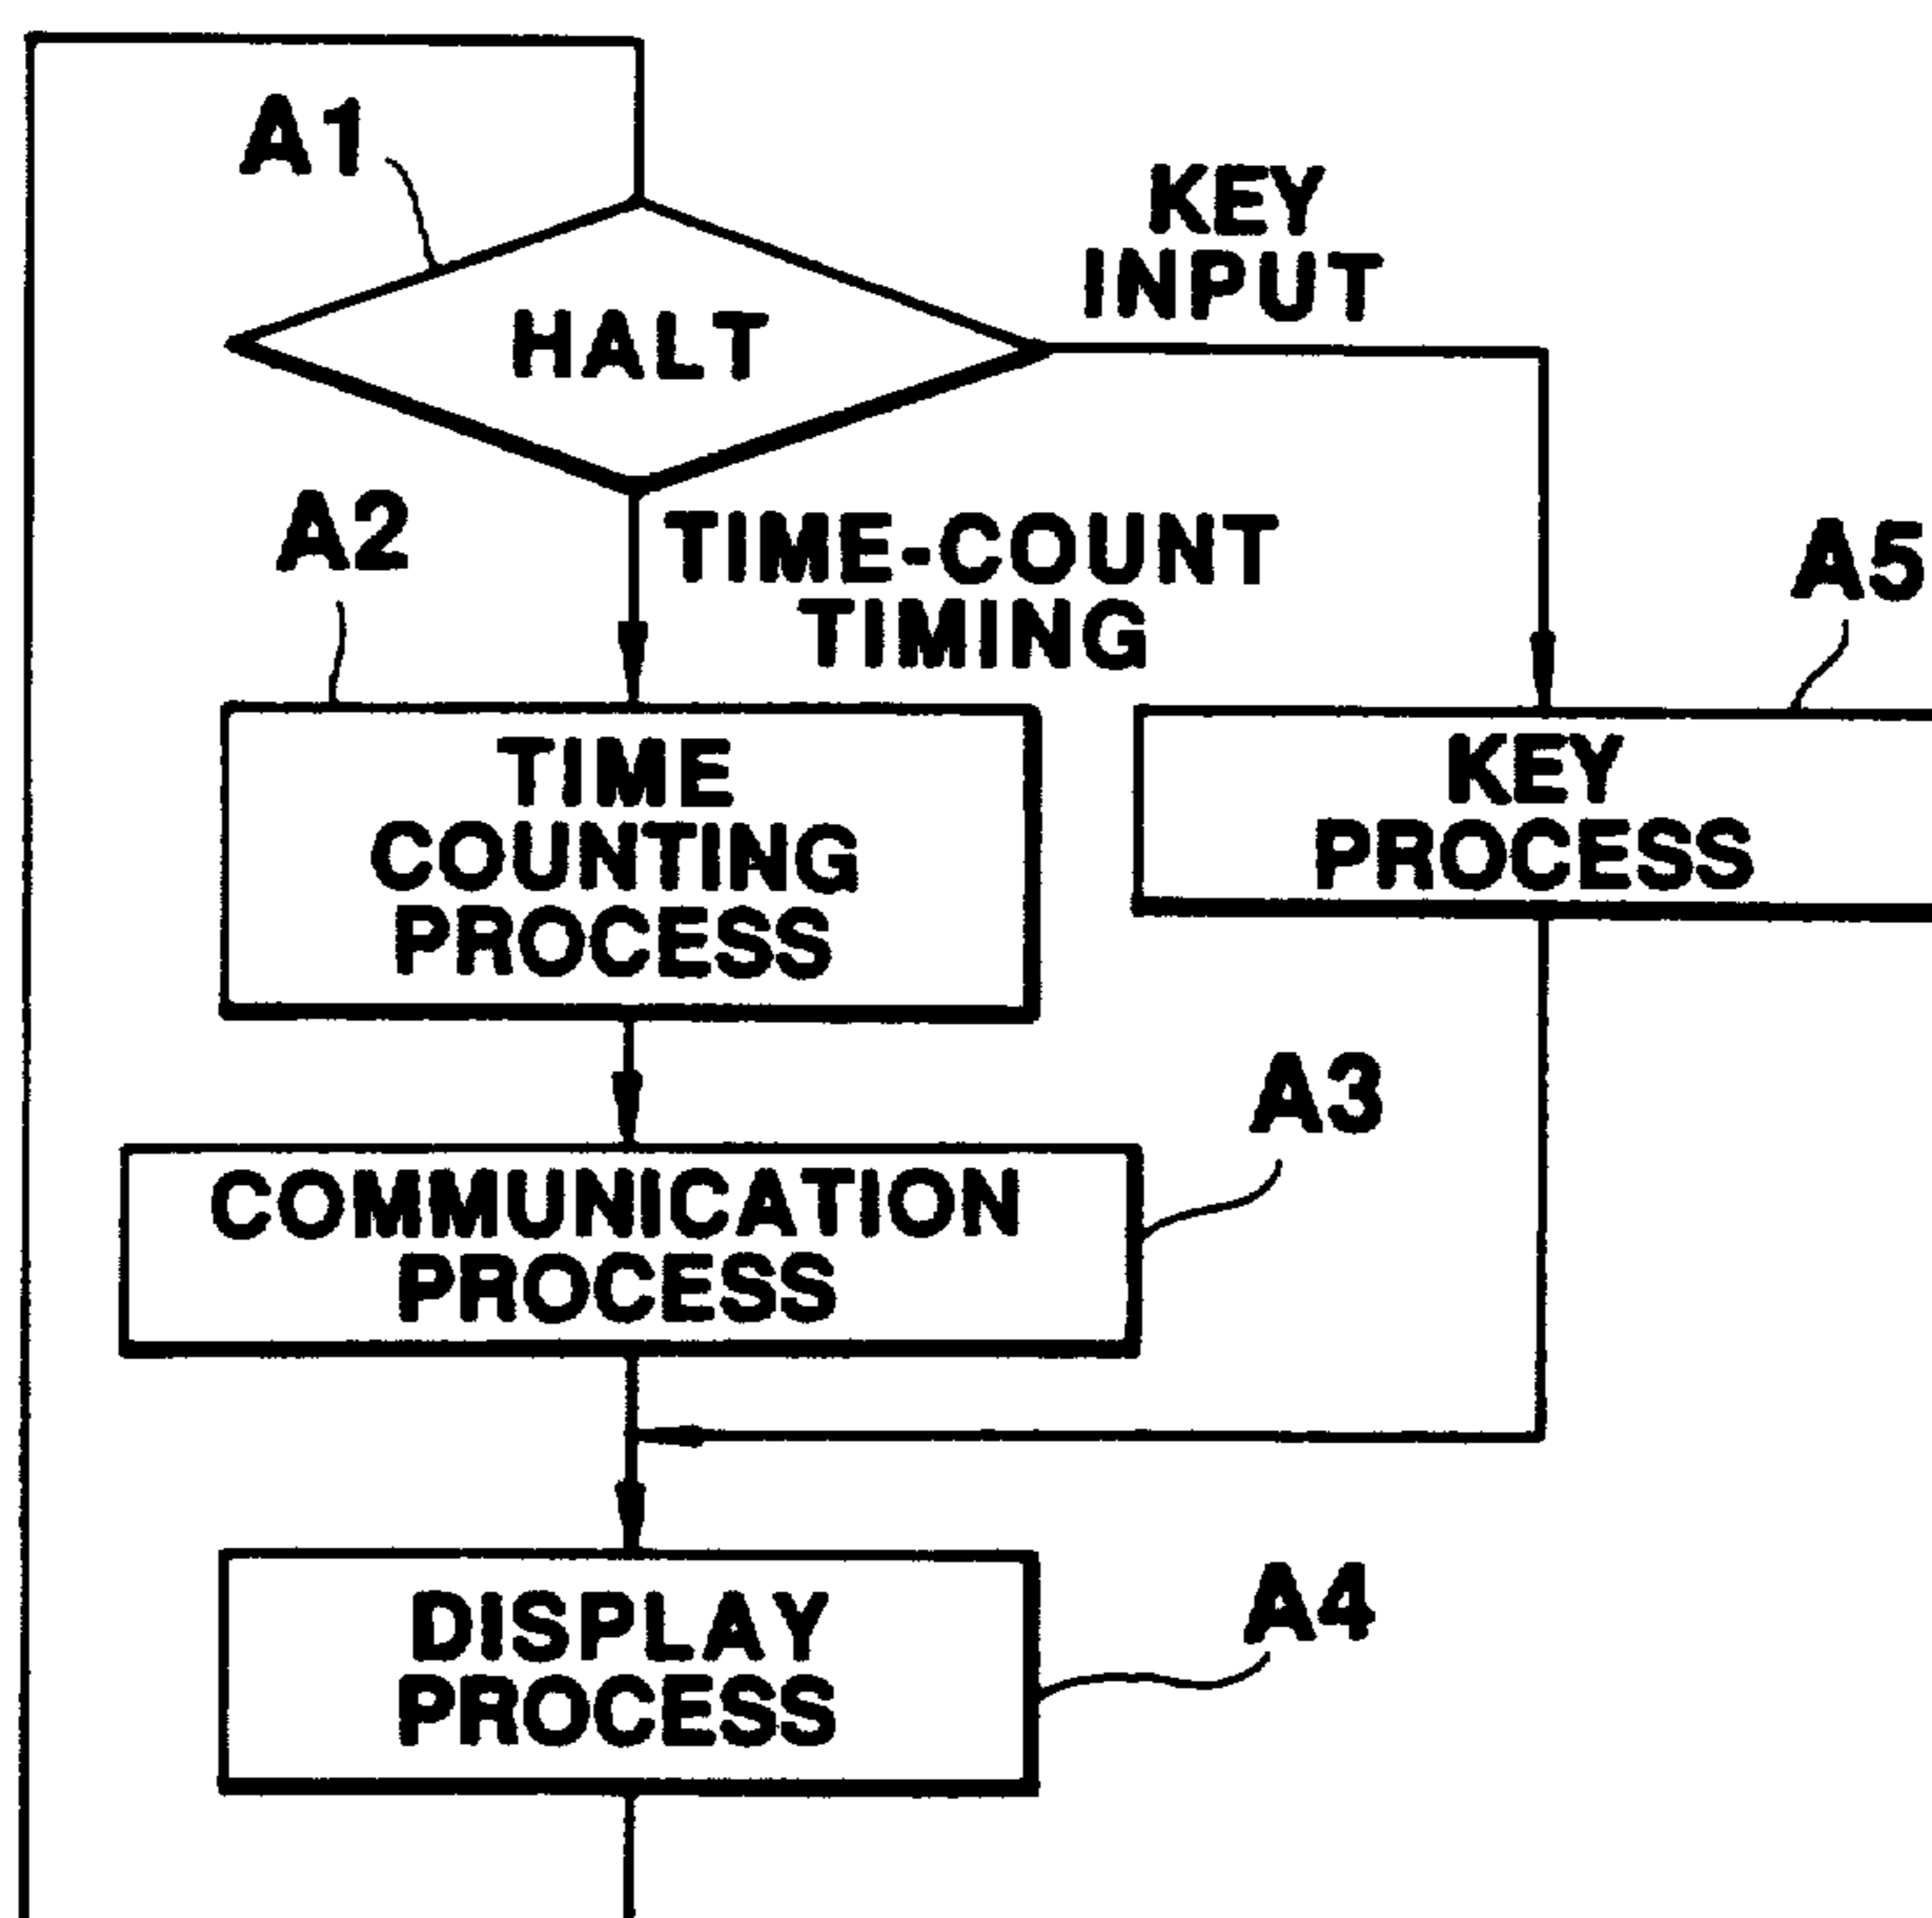 A1
KEY
INPUT
HALT
A2
TIME-COUNT
TIMING
A5
TIME
COUNTING
PROCESS
KEY
PROCESS
A3
COMMUNICATION
PROCESS
A4
DISPLAY
PROCESS